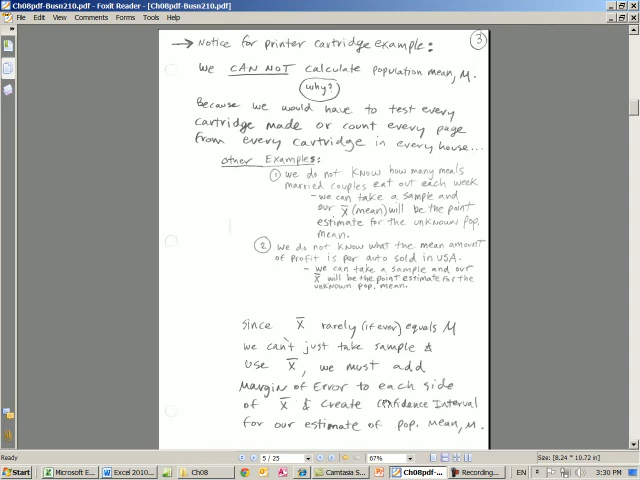 Ch08pdf-Busn210.pdf - Foxit Reader - [Ch08pdf-Busn210.pdf]
File Edit View Comments Forms Tools Help
3
→ Notice for printer cartridge example:
We CAN NOT calculate population mean, M.
why?
Because we would have to test every
cartridge made or count every page
From every cartridge in every house...
other Examples:
① we do not know how many meals
married couples eat out each week
- we can take a sample and
our x̄ (mean) will be the point
estimate for the unknown pop.
mean.
② we do not know what the mean amount
of profit is per auto sold in USA.
- we can take a sample and our
x̄ will be the point estimate for the
unknown pop. mean.
Since x̄ rarely (if ever) equals M
we can't just take sample &
use x̄, we must add
Margin of Error to each side
of x̄ & create confidence Interval
for our estimate of pop. mean, M.
Ready
5 / 25
67%
Size: [8.24 * 10.72 in]
Start
Microsoft E...
Excel 2010...
Ch08
Camtasia S...
Ch08pdf-Bus...
Recording...
EN
3:30 PM